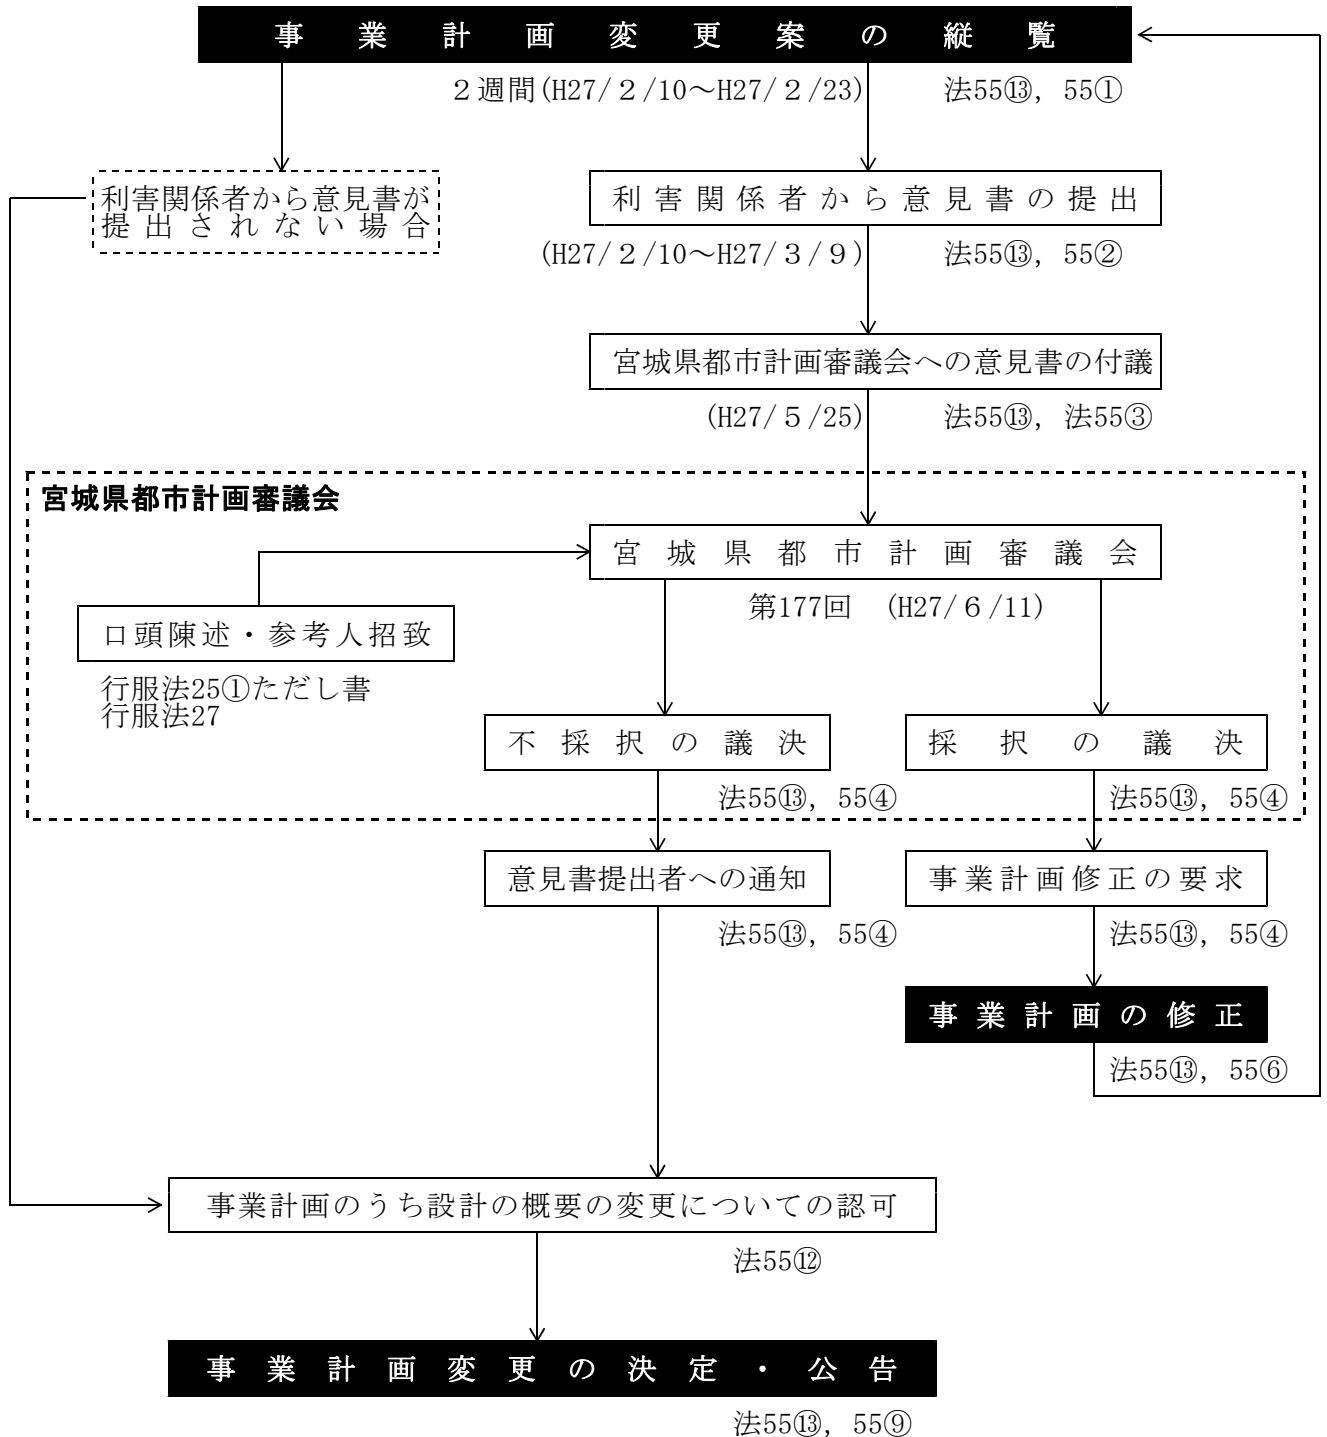 事業計画変更案の縦覧
２週間(H27/２/10～H27/２/23)　法55⑬，55①
利害関係者から意見書が
提出されない場合
利害関係者から意見書の提出
(H27/２/10～H27/３/９)　法55⑬，55②
宮城県都市計画審議会への意見書の付議
(H27/５/25)　法55⑬，法55③
宮城県都市計画審議会
宮城県都市計画審議会
第177回　(H27/６/11)
口頭陳述・参考人招致
行服法25①ただし書
行服法27
不採択の議決
採択の議決
法55⑬，55④
法55⑬，55④
意見書提出者への通知
事業計画修正の要求
法55⑬，55④
法55⑬，55④
事業計画の修正
法55⑬，55⑥
事業計画のうち設計の概要の変更についての認可
法55⑫
事業計画変更の決定・公告
法55⑬，55⑨